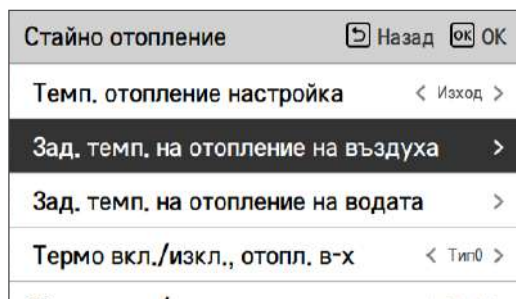 Стайно отопление Назад OK OK
Темп. отопление настройка < Изход >
Зад. темп. на отопление на въздуха >
Зад. темп. на отопление на водата >
Термо вкл./изкл., отопл. в-х < Тип0 >